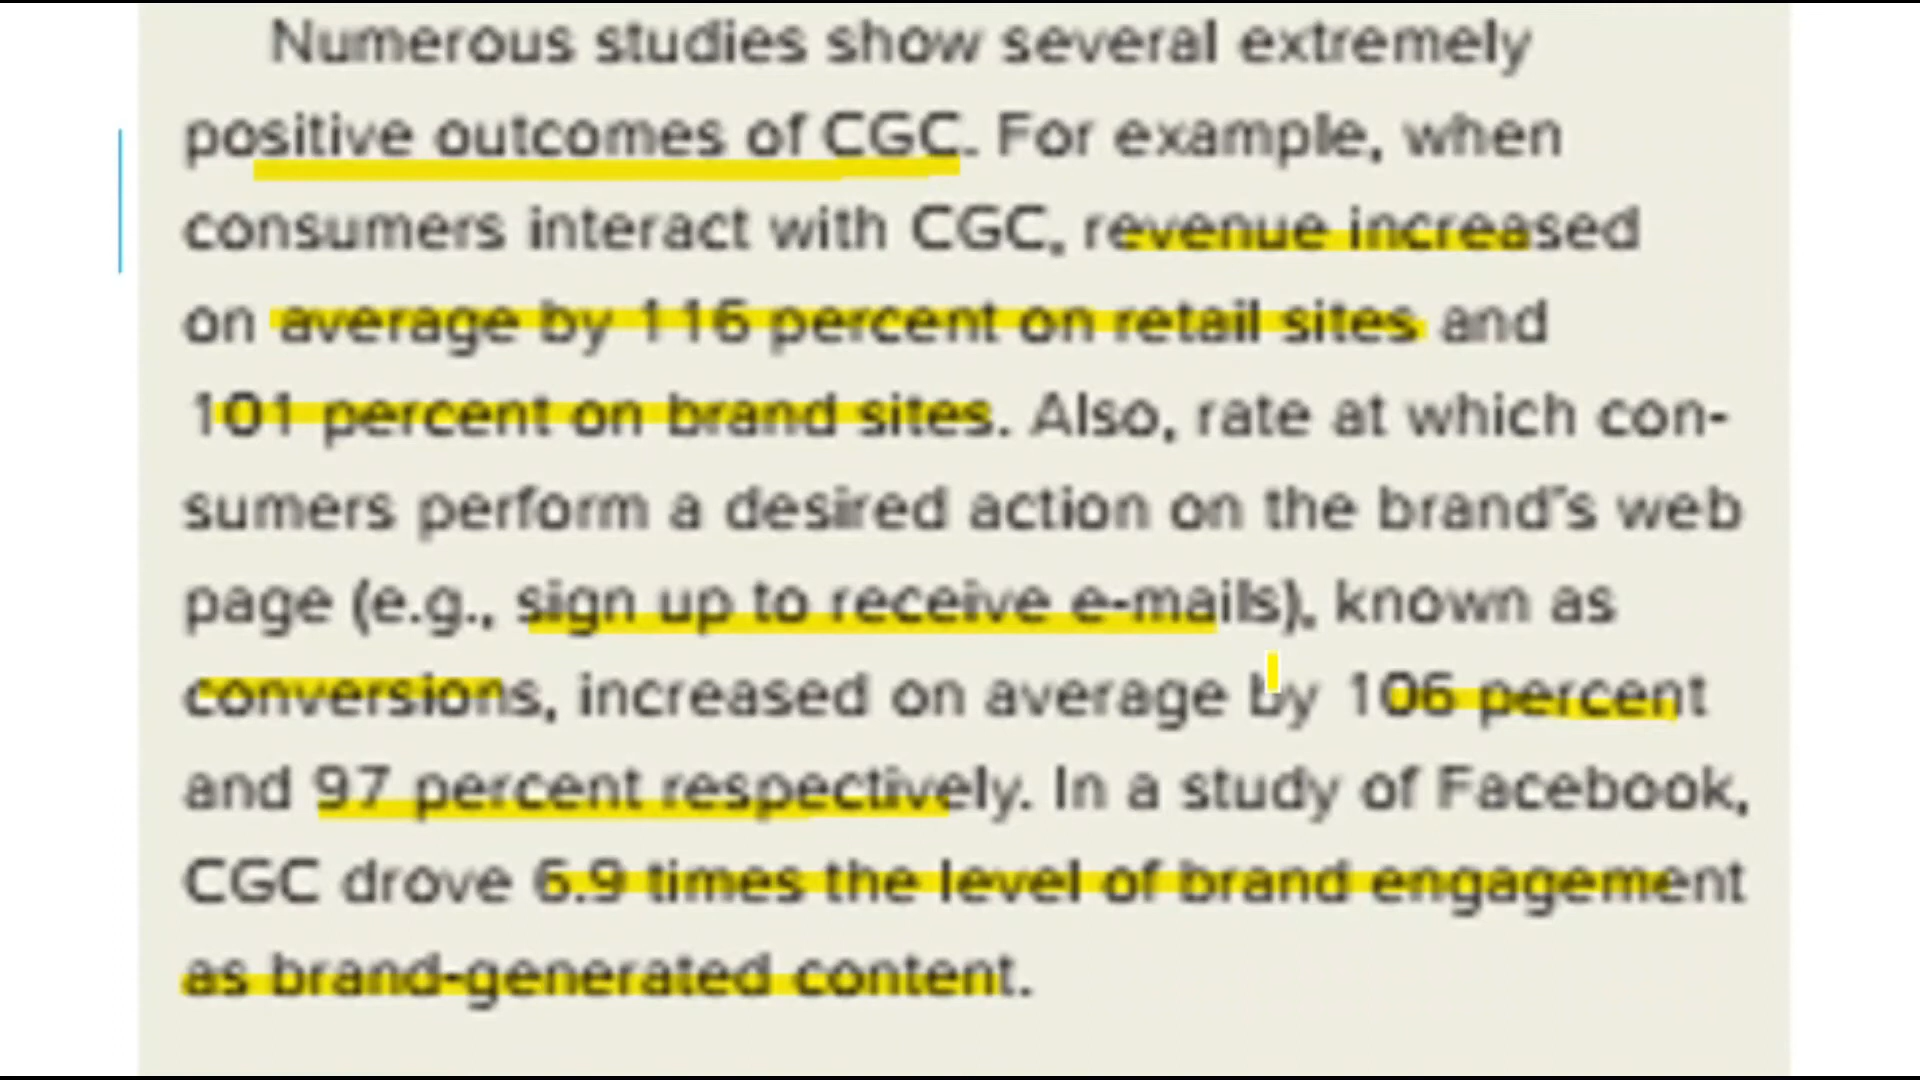 Numerous studies show several extremely
positive outcomes of CGC. For example, when
consumers interact with CGC, revenue increased
on average by 116 percent on retail sites and
101 percent on brand sites. Also, rate at which con-
sumers perform a desired action on the brand's web
page (e.g., sign up to receive e-mails), known as
conversions, increased on average by 106 percent
and 97 percent respectively. In a study of Facebook,
CGC drove 6.9 times the level of brand engagement
as brand-generated content.